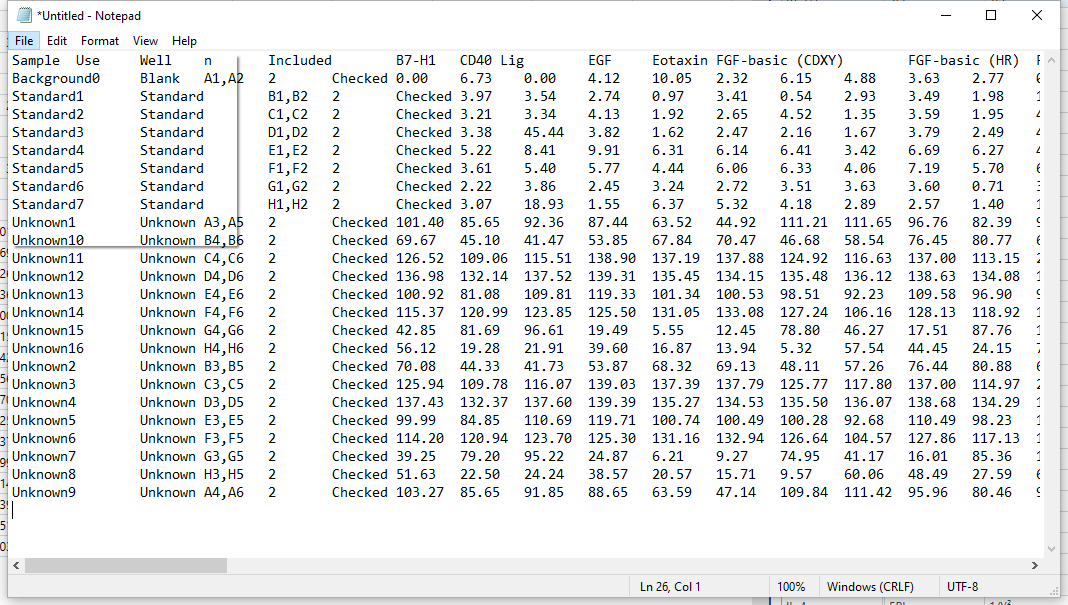 *Untitled - Notepad
File Edit Format View Help
Sample Use Well n Included B7-H1 CD40 Lig EGF Eotaxin FGF-basic (CDXY) FGF-basic (HR)
Background0 Blank A1,A2 2 Checked 0.00 6.73 0.00 4.12 10.05 2.32 6.15 4.88 3.63 2.77
Standard1 Standard B1,B2 2 Checked 3.97 3.54 2.74 0.97 3.41 0.54 2.93 3.49 1.98
Standard2 Standard C1,C2 2 Checked 3.21 3.34 4.13 1.92 2.65 4.52 1.35 3.59 1.95
Standard3 Standard D1,D2 2 Checked 3.38 45.44 3.82 1.62 2.47 2.16 1.67 3.79 2.49
Standard4 Standard E1,E2 2 Checked 5.22 8.41 9.91 6.31 6.14 6.41 3.42 6.69 6.27
Standard5 Standard F1,F2 2 Checked 3.61 5.40 5.77 4.44 6.06 6.33 4.06 7.19 5.70
Standard6 Standard G1,G2 2 Checked 2.22 3.86 2.45 3.24 2.72 3.51 3.63 3.60 0.71
Standard7 Standard H1,H2 2 Checked 3.07 18.93 1.55 6.37 5.32 4.18 2.89 2.57 1.40
Unknown1 Unknown A3,A5 2 Checked 101.40 85.65 92.36 87.44 63.52 44.92 111.21 111.65 96.76 82.39
Unknown10 Unknown B4,B6 2 Checked 69.67 45.10 41.47 53.85 67.84 70.47 46.68 58.54 76.45 80.77
Unknown11 Unknown C4,C6 2 Checked 126.52 109.06 115.51 138.90 137.19 137.88 124.92 116.63 137.00 113.15
Unknown12 Unknown D4,D6 2 Checked 136.98 132.14 137.52 139.31 135.45 134.15 135.48 136.12 138.63 134.08
Unknown13 Unknown E4,E6 2 Checked 100.92 81.08 109.81 119.33 101.34 100.53 98.51 92.23 109.58 96.90
Unknown14 Unknown F4,F6 2 Checked 115.37 120.99 123.85 125.50 131.05 133.08 127.24 106.16 128.13 118.92
Unknown15 Unknown G4,G6 2 Checked 42.85 81.69 96.61 19.49 5.55 12.45 78.80 46.27 17.51 87.76
Unknown16 Unknown H4,H6 2 Checked 56.12 19.28 21.91 39.60 16.87 13.94 5.32 57.54 44.45 24.15
Unknown2 Unknown B3,B5 2 Checked 70.08 44.33 41.73 53.87 68.32 69.13 48.11 57.26 76.44 80.88
Unknown3 Unknown C3,C5 2 Checked 125.94 109.78 116.07 139.03 137.39 137.79 125.77 117.80 137.00 114.97
Unknown4 Unknown D3,D5 2 Checked 137.43 132.37 137.60 139.39 135.27 134.53 135.50 136.07 138.68 134.29
Unknown5 Unknown E3,E5 2 Checked 99.99 84.85 110.69 119.71 100.74 100.49 100.28 92.68 110.49 98.23
Unknown6 Unknown F3,F5 2 Checked 114.20 120.94 123.70 125.30 131.16 132.94 126.64 104.57 127.86 117.13
Unknown7 Unknown G3,G5 2 Checked 39.25 79.20 95.22 24.87 6.21 9.27 74.95 41.17 16.01 85.36
Unknown8 Unknown H3,H5 2 Checked 51.63 22.50 24.24 38.57 20.57 15.71 9.57 60.06 48.49 27.59
Unknown9 Unknown A4,A6 2 Checked 103.27 85.65 91.85 88.65 63.59 47.14 109.84 111.42 95.96 80.46
Ln 26, Col 1 100% Windows (CRLF) UTF-8